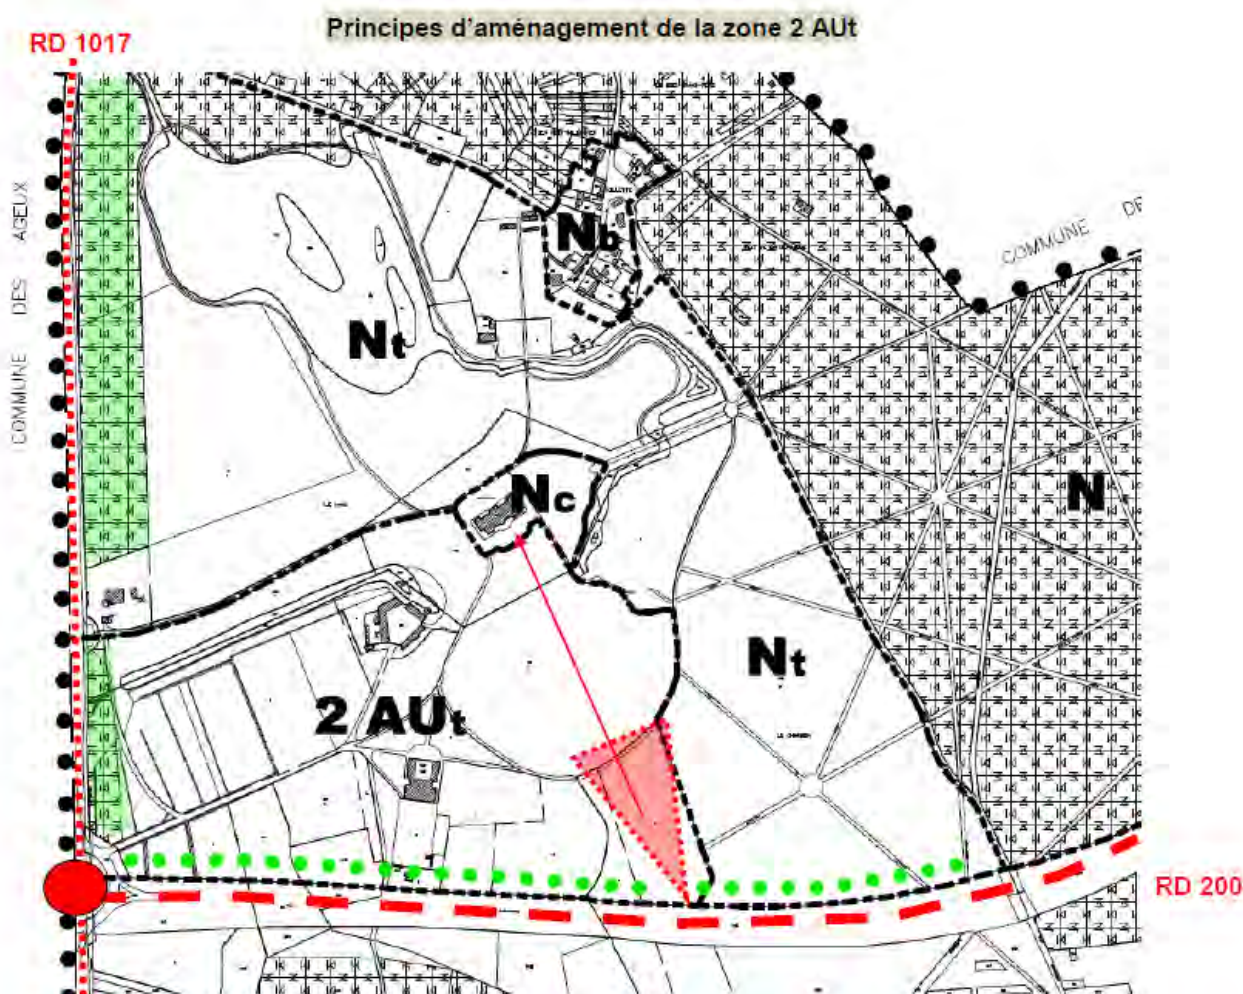 Principes d'aménagement de la zone 2 AUt
RD 1017
COMMUNE DES AGEUX
COMMUNE DE
Nb
Nt
Nc
N
Nt
2 AUt
RD 200